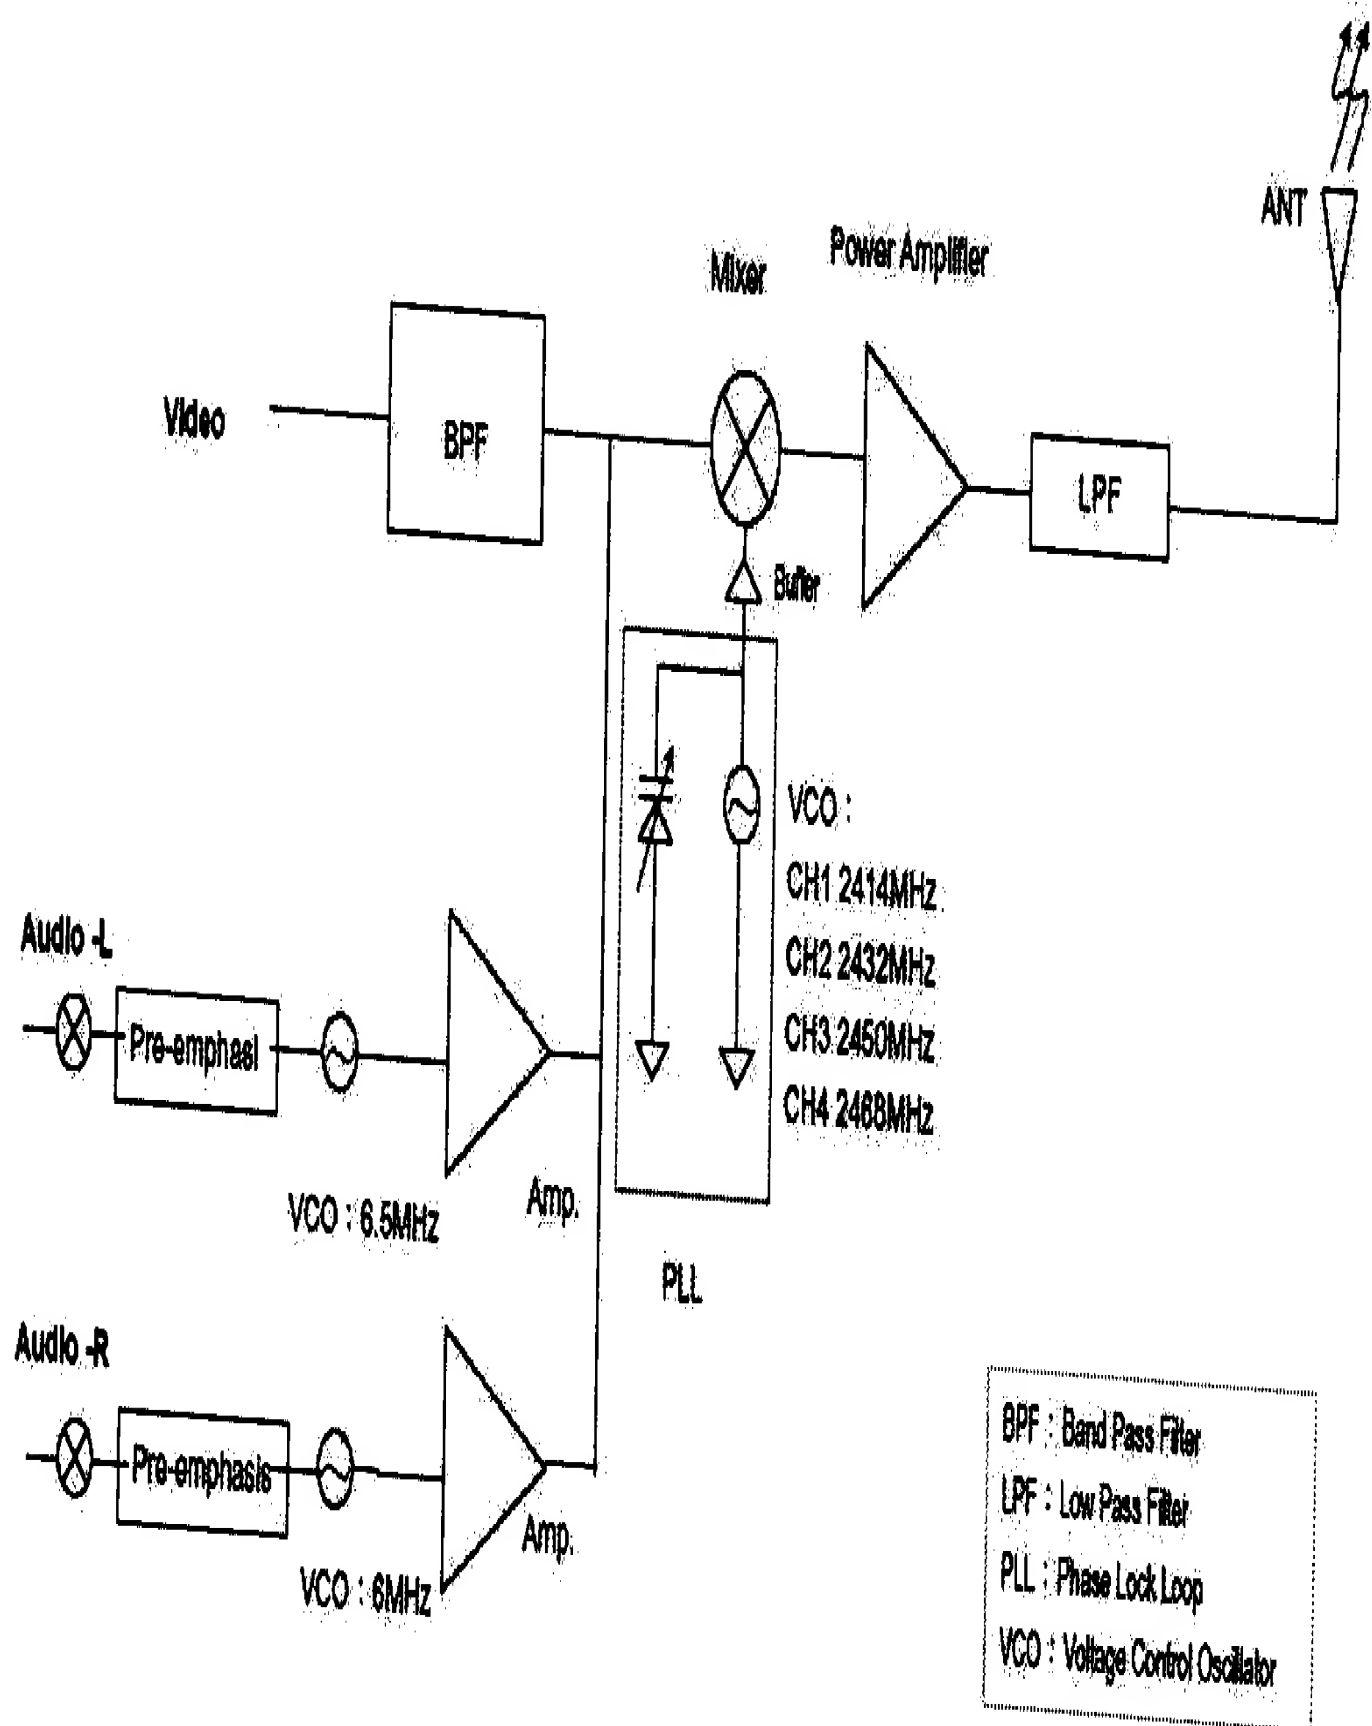 ANT
Power Amplifier
Mixer
Video
BPF
LPF
Buffer
VCO :
CH1 2414MHz
CH2 2432MHz
CH3 2450MHz
CH4 2468MHz
Audio -L
Pre-emphasi
VCO : 6.5MHz
Amp.
PLL
Audio -R
Pre-emphasis
VCO : 6MHz
Amp.
BPF : Band Pass Filter
LPF : Low Pass Filter
PLL : Phase Lock Loop
VCO : Voltage Control Oscillator